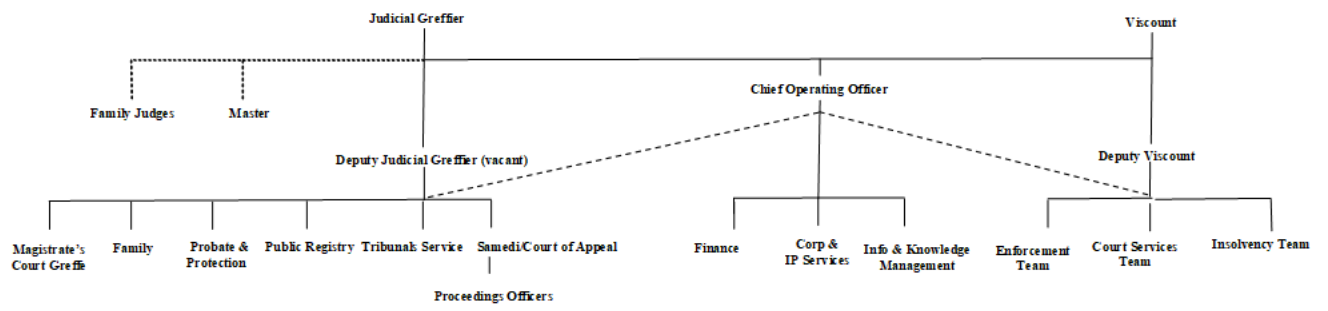 Judicial Greffier
Viscount
Chief Operating Officer
Family Judges
Master
Deputy Judicial Greffier (vacant)
Deputy Viscount
Magistrate's
Court Greffe
Family
Probate &
Protection
Public Registry
Tribunals Service
Samedi/Court of Appeal
Proceedings Officers
Finance
Corp &
IP Services
Info & Knowledge
Management
Enforcement
Team
Court Services
Team
Insolvency Team